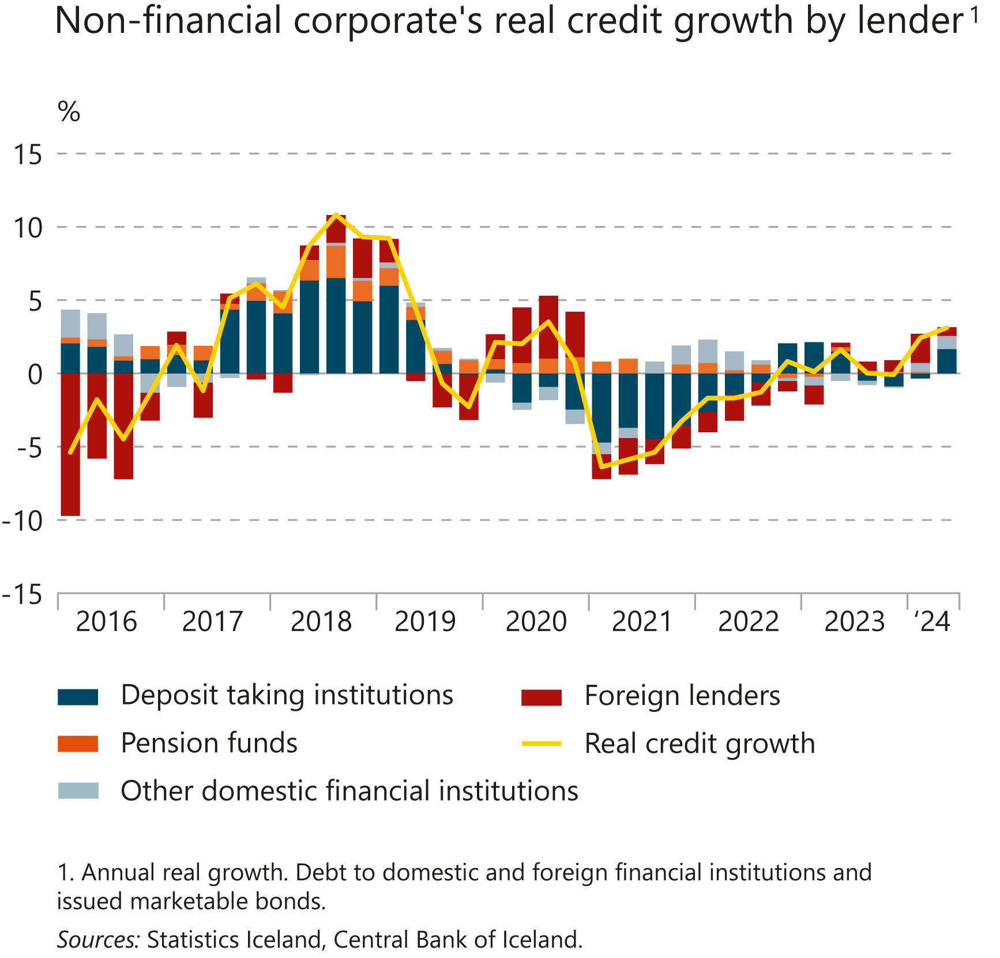 Non-financial corporate's real credit growth by lender¹
%
15
10
5
0
-5
-10
-15
2016 2017 2018 2019 2020 2021 2022 2023 ‘24
Deposit taking institutions
Pension funds
Other domestic financial institutions
Foreign lenders
Real credit growth
1. Annual real growth. Debt to domestic and foreign financial institutions and
issued marketable bonds.
Sources: Statistics Iceland, Central Bank of Iceland.